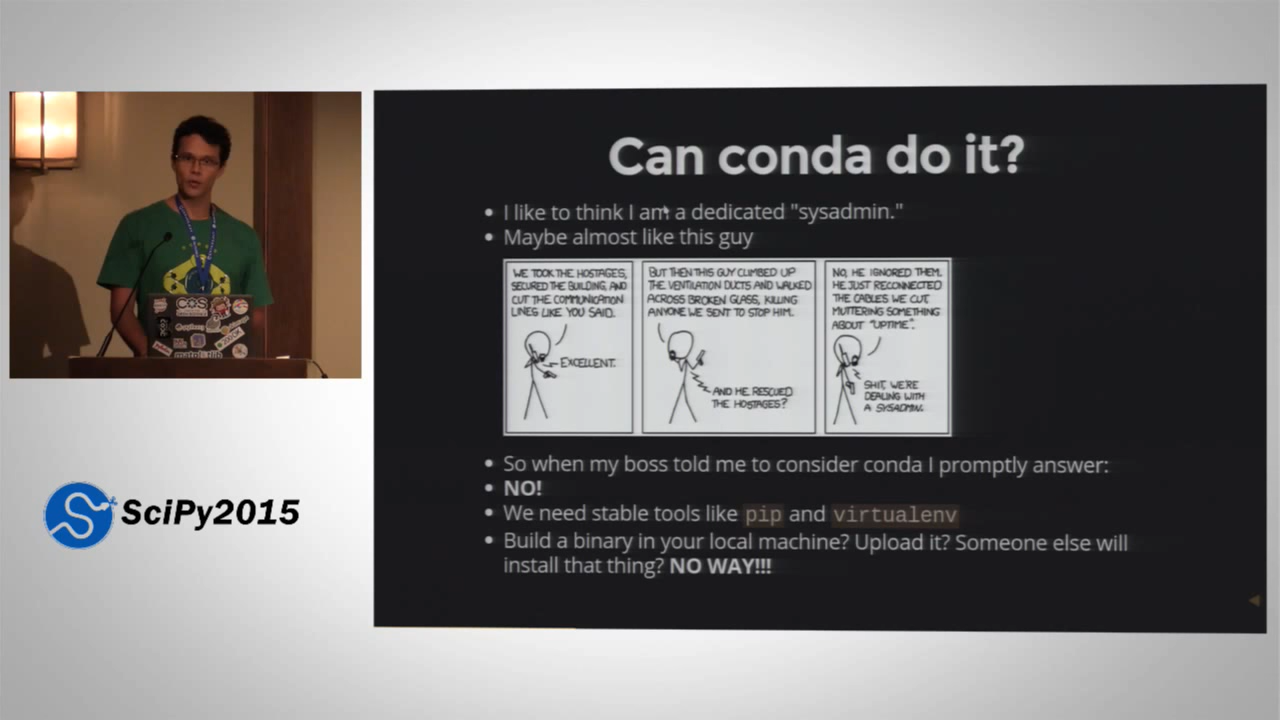 Can conda do it?
I like to think I am a dedicated "sysadmin."
Maybe almost like this guy
WE TOOK THE HOSTAGES,
SECURED THE BUILDING, AND
CUT THE COMMUNICATION
LINES LIKE YOU SAID.
EXCELLENT.
BUT THEN THIS GUY CLIMBED UP
THE VENTILATION DUCTS AND WALKED
ACROSS BROKEN GLASS, KILLING
ANYONE WE SENT TO STOP HIM.
AND HE RESCUED
THE HOSTAGES?
NO, HE IGNORED THEM.
HE JUST RECONNECTED
THE CABLES WE CUT,
MUTTERING SOMETHING
ABOUT "UPTIME".
SHIT, WE'RE
DEALING WITH
A SYSADMIN.
So when my boss told me to consider conda I promptly answer:
NO!
We need stable tools like pip and virtualenv
Build a binary in your local machine? Upload it? Someone else will
install that thing? NO WAY!!!
COS
matplotlib
SciPy2015